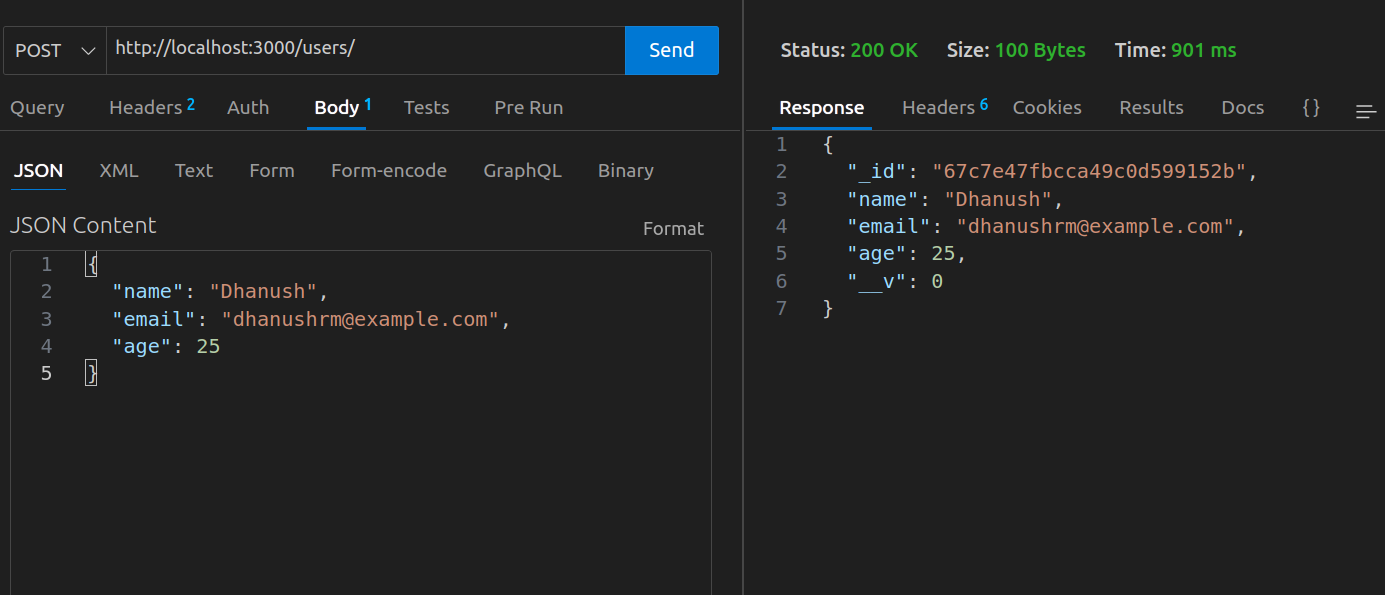 POST http://localhost:3000/users/ Send
Query Headers 2 Auth Body 1 Tests Pre Run
JSON XML Text Form Form-encode GraphQL Binary
JSON Content Format
1 {
2 "name": "Dhanush",
3 "email": "dhanushrm@example.com",
4 "age": 25
5 }
Status: 200 OK Size: 100 Bytes Time: 901 ms
Response Headers 6 Cookies Results Docs {}
1 {
2 "_id": "67c7e47fbcca49c0d599152b",
3 "name": "Dhanush",
4 "email": "dhanushrm@example.com",
5 "age": 25,
6 "__v": 0
7 }